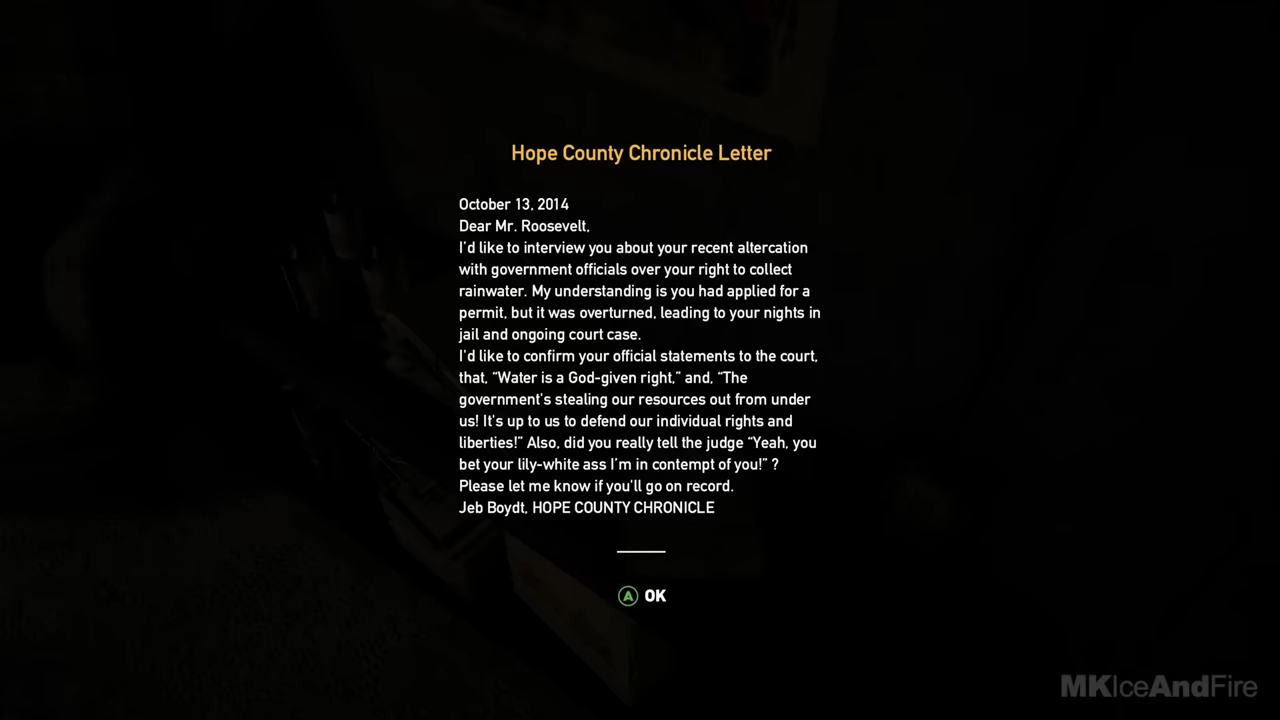 Hope County Chronicle Letter
October 13, 2014
Dear Mr. Roosevelt,
I'd like to interview you about your recent altercation
with government officials over your right to collect
rainwater. My understanding is you had applied for a
permit, but it was overturned, leading to your nights in
jail and ongoing court case.
I'd like to confirm your official statements to the court,
that, “Water is a God-given right,” and, “The
government's stealing our resources out from under
us! It's up to us to defend our individual rights and
liberties!” Also, did you really tell the judge “Yeah, you
bet your lily-white ass I'm in contempt of you!” ?
Please let me know if you'll go on record.
Jeb Boydt, HOPE COUNTY CHRONICLE
A OK
MKIceAndFire